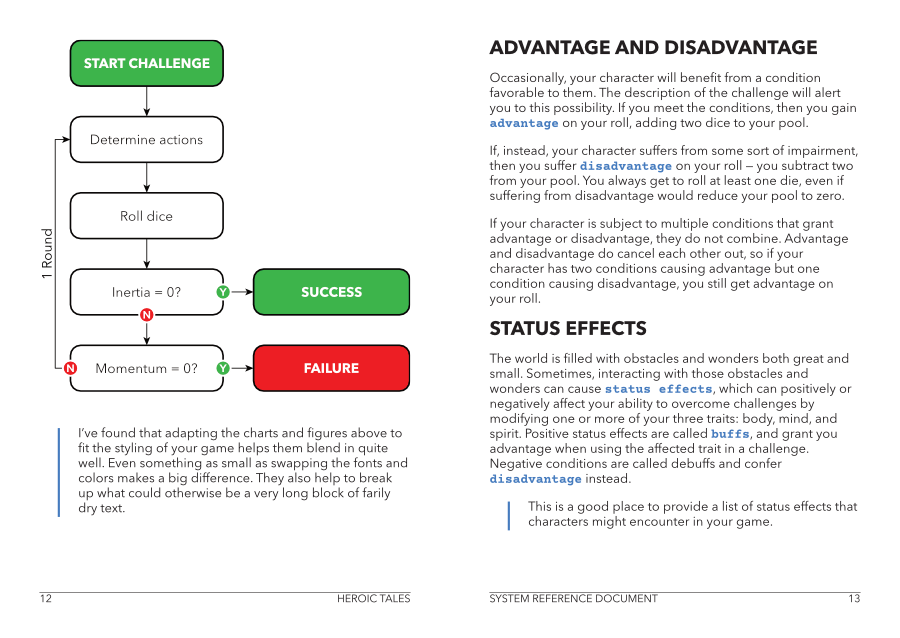 START CHALLENGE
Determine actions
Roll dice
1 Round
Inertia = 0?
Y
SUCCESS
N
N
Momentum = 0?
Y
FAILURE
I’ve found that adapting the charts and figures above to
fit the styling of your game helps them blend in quite
well. Even something as small as swapping the fonts and
colors makes a big difference. They also help to break
up what could otherwise be a very long block of farily
dry text.
12
HEROIC TALES
ADVANTAGE AND DISADVANTAGE
Occasionally, your character will benefit from a condition
favorable to them. The description of the challenge will alert
you to this possibility. If you meet the conditions, then you gain
advantage on your roll, adding two dice to your pool.
If, instead, your character suffers from some sort of impairment,
then you suffer disadvantage on your roll – you subtract two
from your pool. You always get to roll at least one die, even if
suffering from disadvantage would reduce your pool to zero.
If your character is subject to multiple conditions that grant
advantage or disadvantage, they do not combine. Advantage
and disadvantage do cancel each other out, so if your
character has two conditions causing advantage but one
condition causing disadvantage, you still get advantage on
your roll.
STATUS EFFECTS
The world is filled with obstacles and wonders both great and
small. Sometimes, interacting with those obstacles and
wonders can cause status effects, which can positively or
negatively affect your ability to overcome challenges by
modifying one or more of your three traits: body, mind, and
spirit. Positive status effects are called buffs, and grant you
advantage when using the affected trait in a challenge.
Negative conditions are called debuffs and confer
disadvantage instead.
This is a good place to provide a list of status effects that
characters might encounter in your game.
SYSTEM REFERENCE DOCUMENT
13